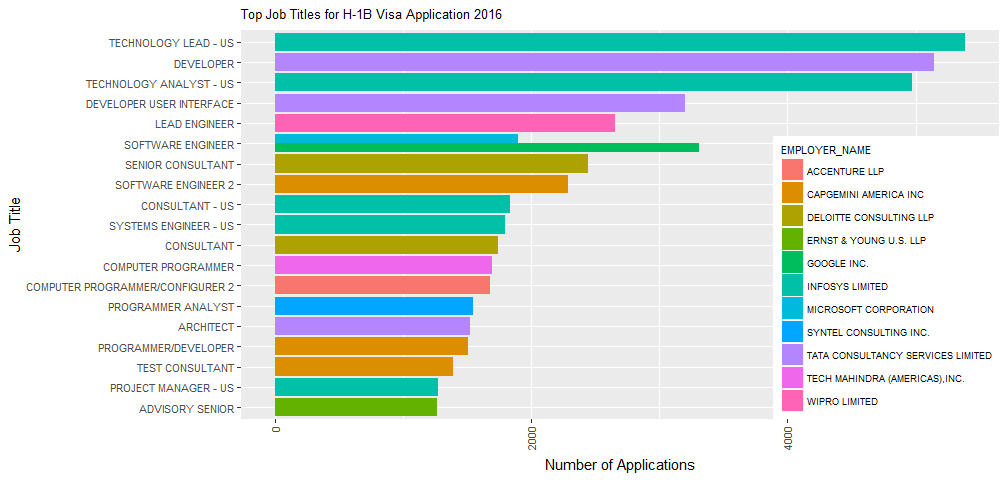 Top Job Titles for H-1B Visa Application 2016
TECHNOLOGY LEAD - US
DEVELOPER
TECHNOLOGY ANALYST - US
DEVELOPER USER INTERFACE
LEAD ENGINEER
SOFTWARE ENGINEER
SENIOR CONSULTANT
SOFTWARE ENGINEER 2
CONSULTANT - US
SYSTEMS ENGINEER - US
CONSULTANT
COMPUTER PROGRAMMER
COMPUTER PROGRAMMER/CONFIGURER 2
PROGRAMMER ANALYST
ARCHITECT
PROGRAMMER/DEVELOPER
TEST CONSULTANT
PROJECT MANAGER - US
ADVISORY SENIOR
Job Title
EMPLOYER_NAME
ACCENTURE LLP
CAPGEMINI AMERICA INC
DELOITTE CONSULTING LLP
ERNST & YOUNG U.S. LLP
GOOGLE INC.
INFOSYS LIMITED
MICROSOFT CORPORATION
SYNTEL CONSULTING INC.
TATA CONSULTANCY SERVICES LIMITED
TECH MAHINDRA (AMERICAS),INC.
WIPRO LIMITED
0
2000
4000
Number of Applications